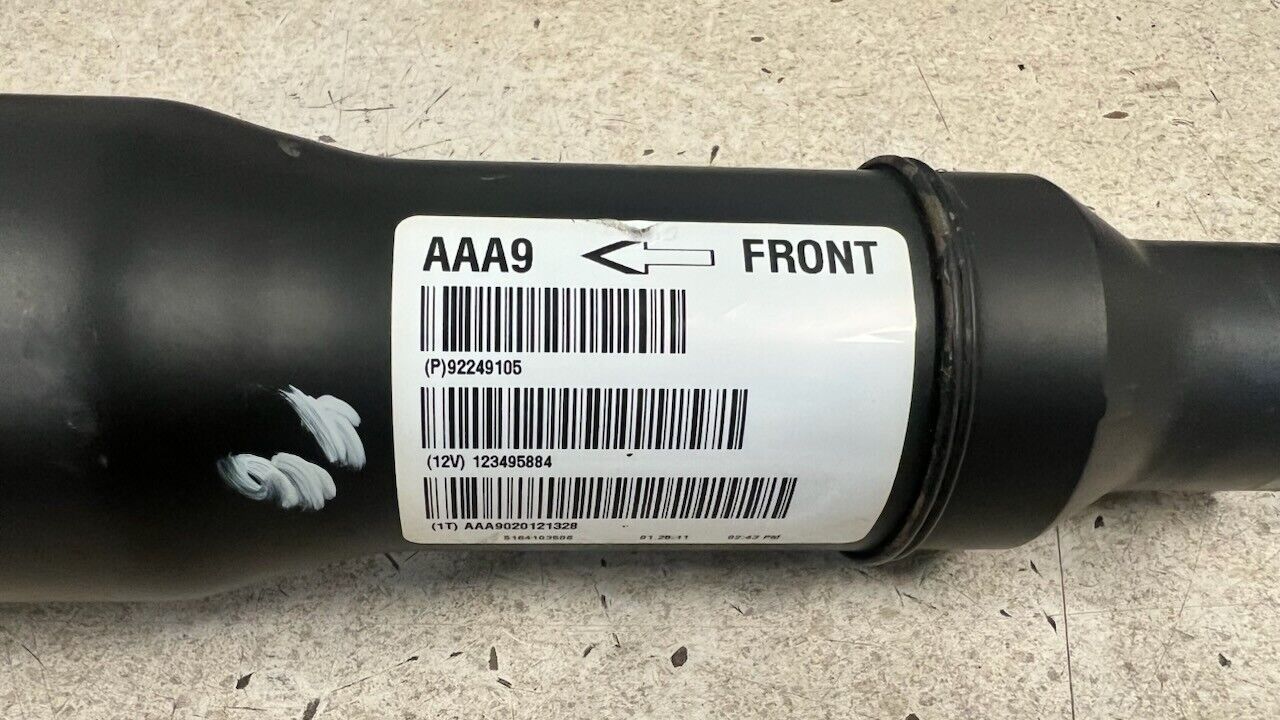 AAA9 FRONT
(P)92249105
(12V) 123495884
(1T) AAA9020121328